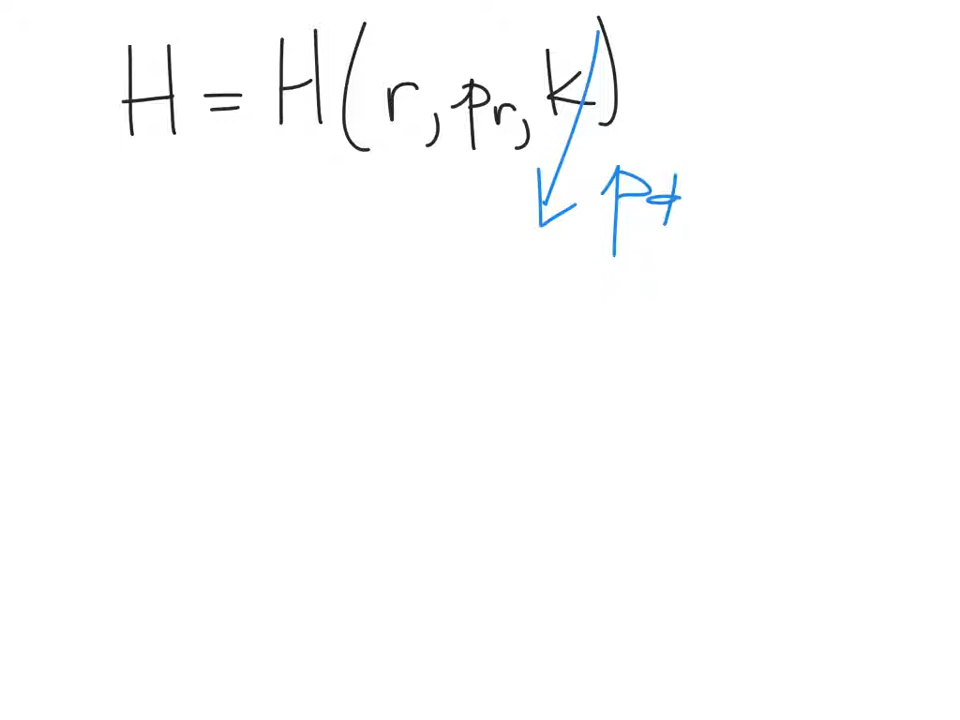 H = H(r, pr, k)
pϕ